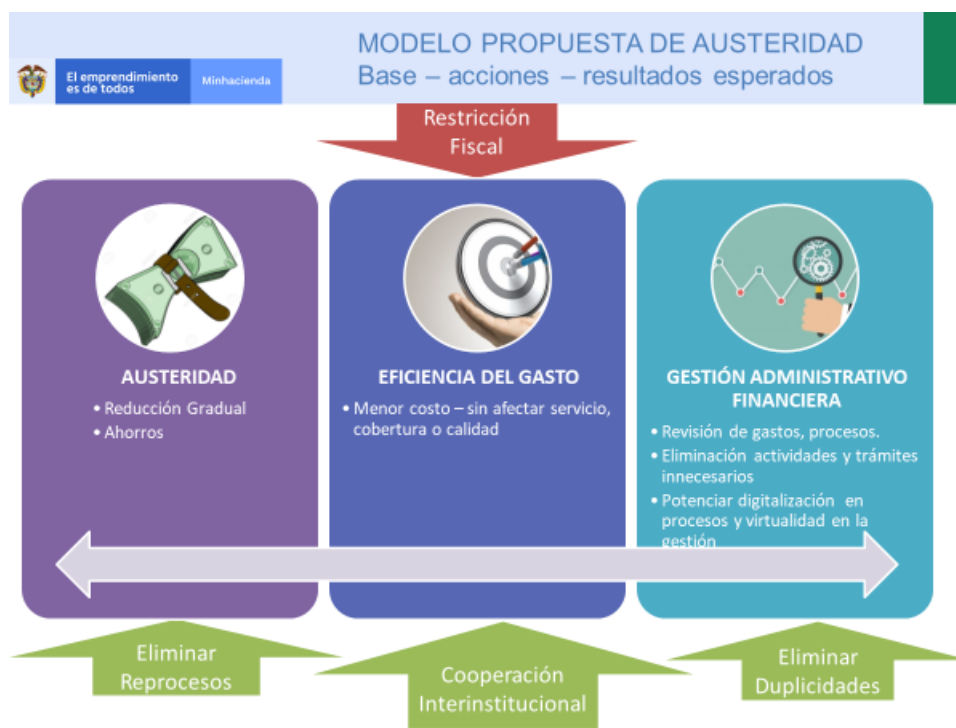 MODELO PROPUESTA DE AUSTERIDAD
Base – acciones – resultados esperados
El emprendimiento
es de todos
Minhacienda
Restricción
Fiscal
AUSTERIDAD
• Reducción Gradual
• Ahorros
EFICIENCIA DEL GASTO
• Menor costo – sin afectar servicio,
cobertura o calidad
GESTIÓN ADMINISTRATIVO
FINANCIERA
• Revisión de gastos, procesos.
• Eliminación actividades y trámites
innecesarios
• Potenciar digitalización en
procesos y virtualidad en la
gestión
Eliminar
Reprocesos
Cooperación
Interinstitucional
Eliminar
Duplicidades